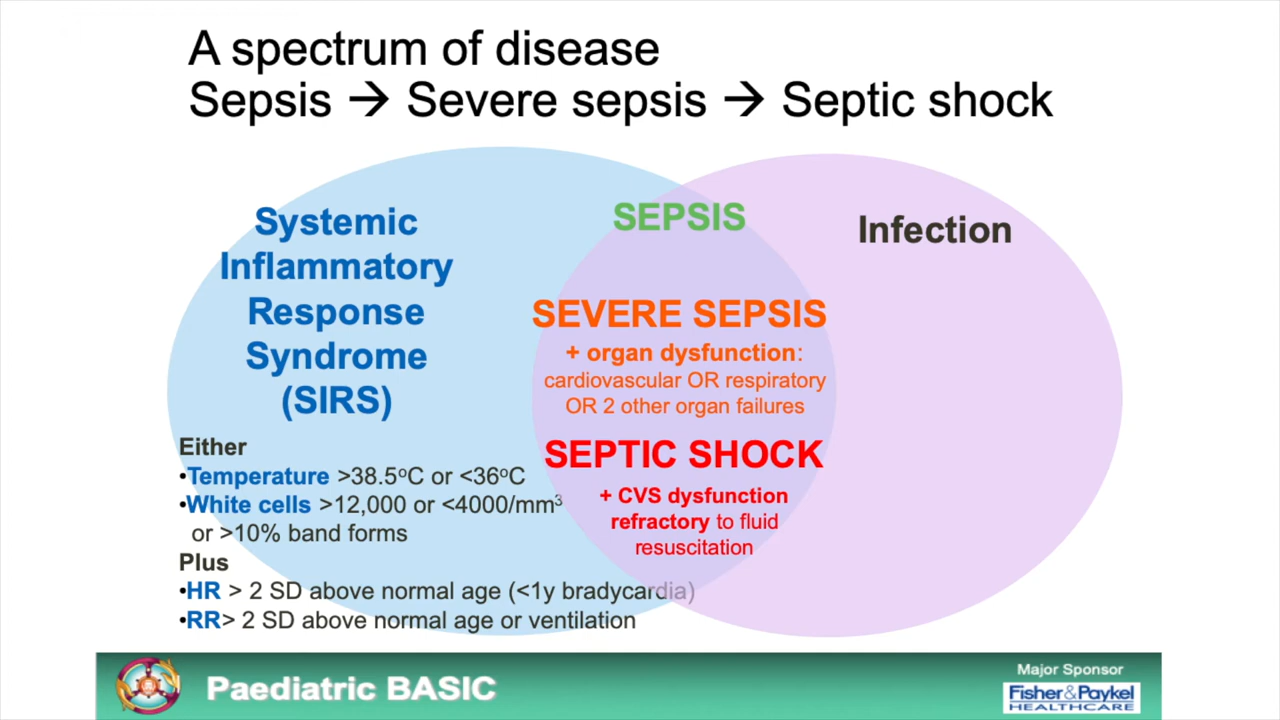 A spectrum of disease
Sepsis → Severe sepsis → Septic shock
Systemic
Inflammatory
Response
Syndrome
(SIRS)
Either
•Temperature >38.5ºC or <36ºC
•White cells >12,000 or <4000/mm³
or >10% band forms
Plus
•HR > 2 SD above normal age (<1y bradycardia)
•RR> 2 SD above normal age or ventilation
SEPSIS
SEVERE SEPSIS
+ organ dysfunction:
cardiovascular OR respiratory
OR 2 other organ failures
SEPTIC SHOCK
+ CVS dysfunction
refractory to fluid
resuscitation
Infection
Paediatric BASIC
Major Sponsor
Fisher&Paykel
HEALTHCARE